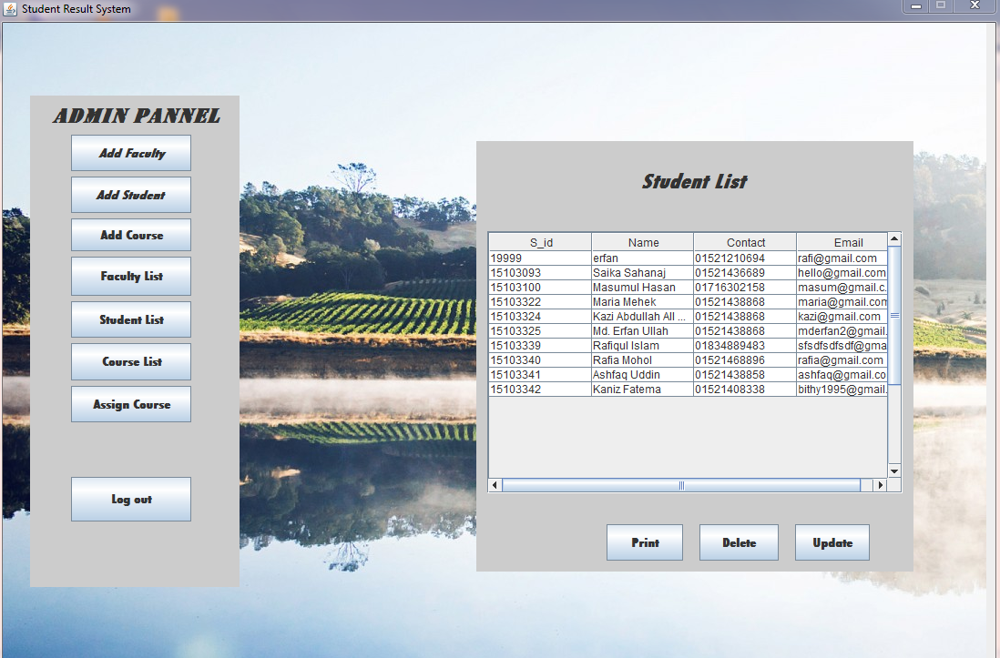 Student Result System
ADMIN PANNEL
Add Faculty
Add Student
Add Course
Faculty List
Student List
Course List
Assign Course
Log out
Student List
S_id Name Contact Email
19999 erfan 01521210694 rafi@gmail.com
15103093 Saika Sahanaj 01521436689 hello@gmail.com
15103100 Masumul Hasan 01716302158 masum@gmail.c.
15103322 Maria Mehek 01521438868 maria@gmail.com
15103324 Kazi Abdullah All ... 01521438868 kazi@gmail.com
15103325 Md. Erfan Ullah 01521438868 mderfan2@gmail.
15103339 Rafiqul Islam 01834889483 sfsdfsdfsdf@gma
15103340 Rafia Mohol 01521468896 rafia@gmail.com
15103341 Ashfaq Uddin 01521438858 ashfaq@gmail.co
15103342 Kaniz Fatema 01521408338 bithy1995@gmail.
Print Delete Update